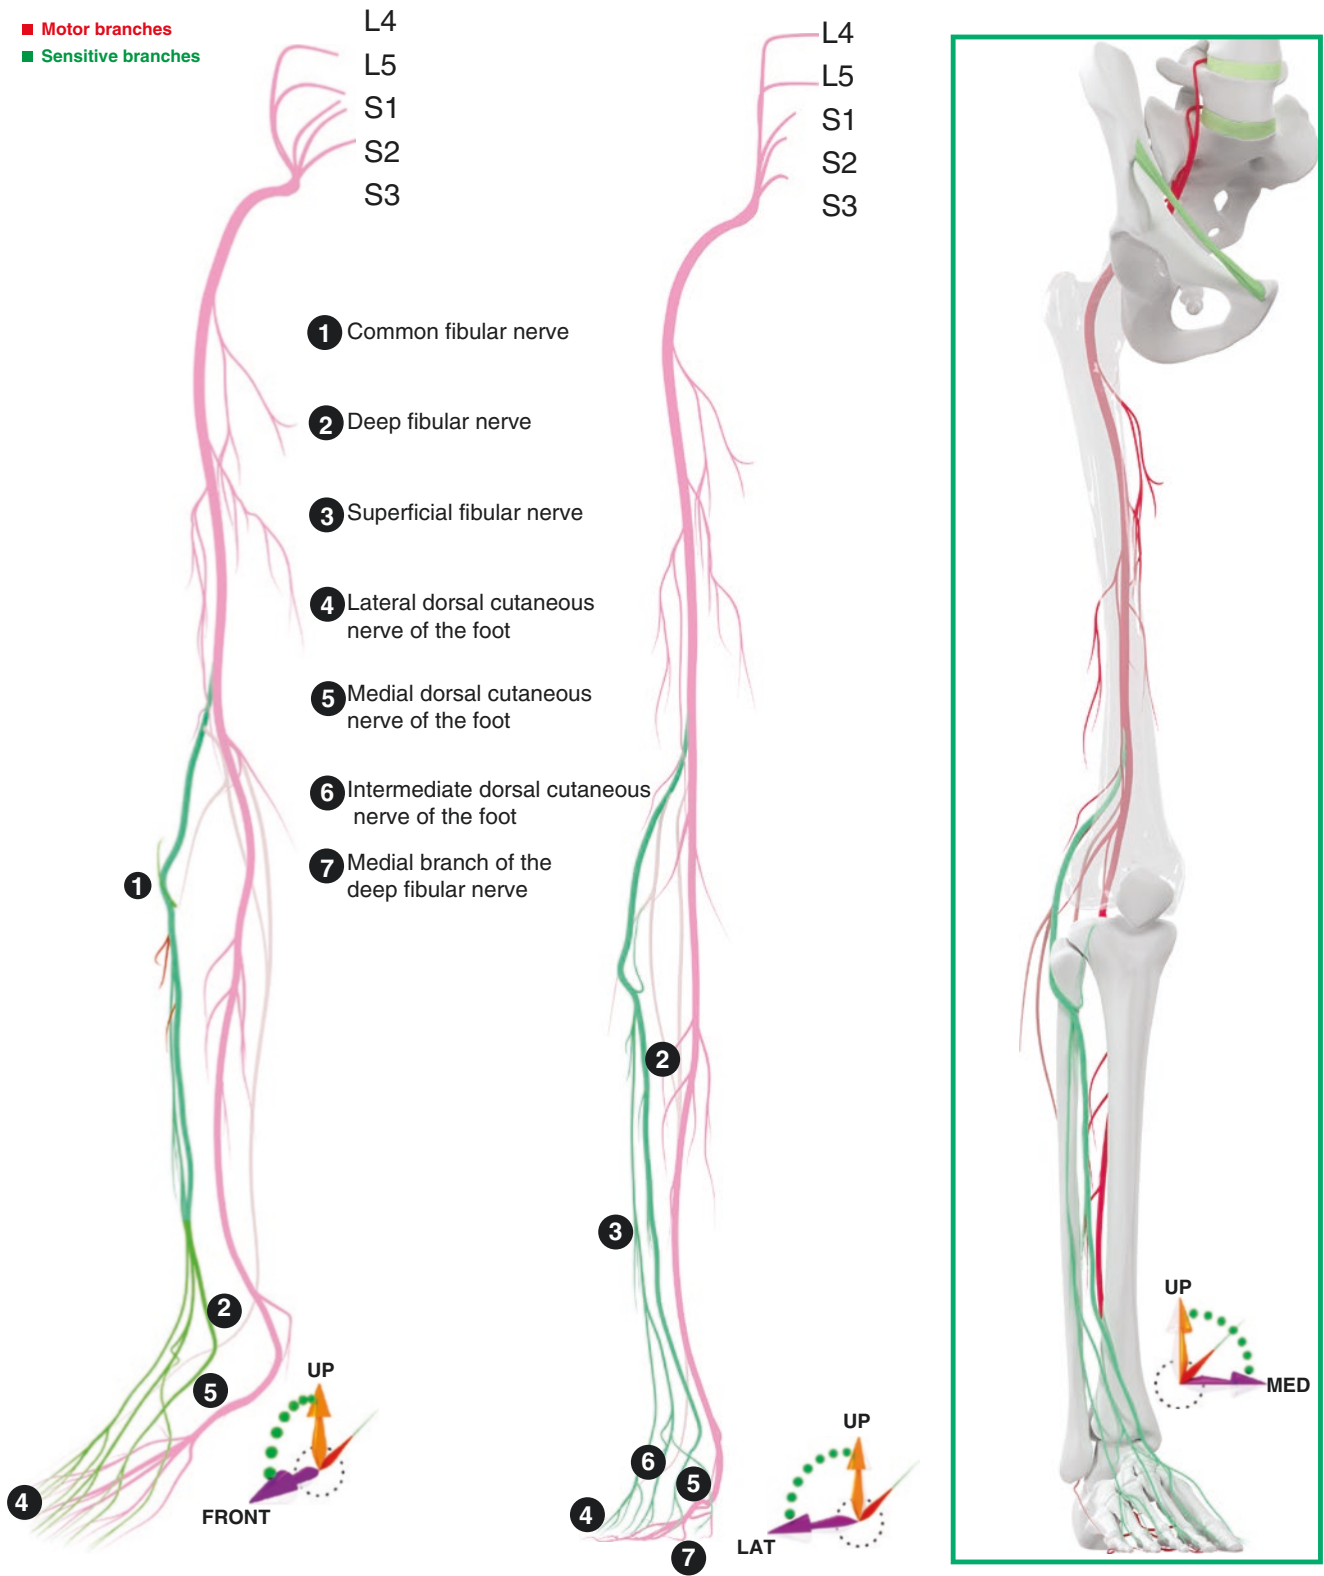 Motor branches
Sensitive branches
L4
L5
S1
S2
S3
L4
L5
S1
S2
S3
1 Common fibular nerve
2 Deep fibular nerve
3 Superficial fibular nerve
4 Lateral dorsal cutaneous
nerve of the foot
5 Medial dorsal cutaneous
nerve of the foot
6 Intermediate dorsal cutaneous
nerve of the foot
7 Medial branch of the
deep fibular nerve
1
2
5
4
UP
FRONT
2
3
6
5
4
7
UP
LAT
UP
MED